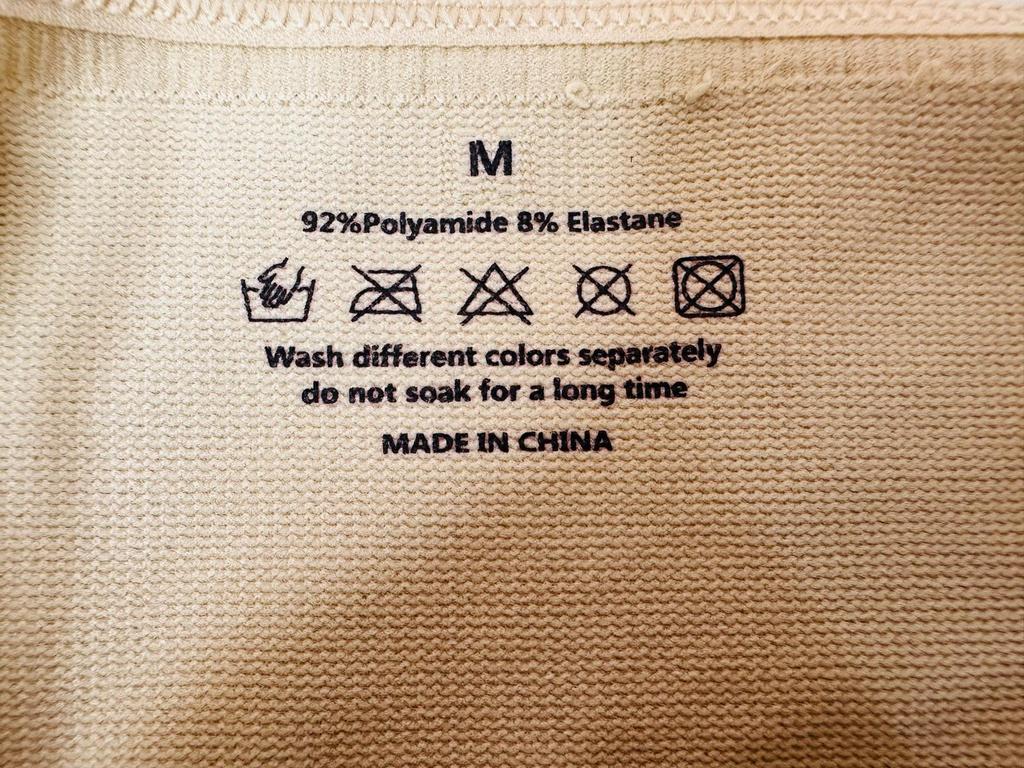 M
92%Polyamide 8% Elastane
Wash different colors separately
do not soak for a long time
MADE IN CHINA